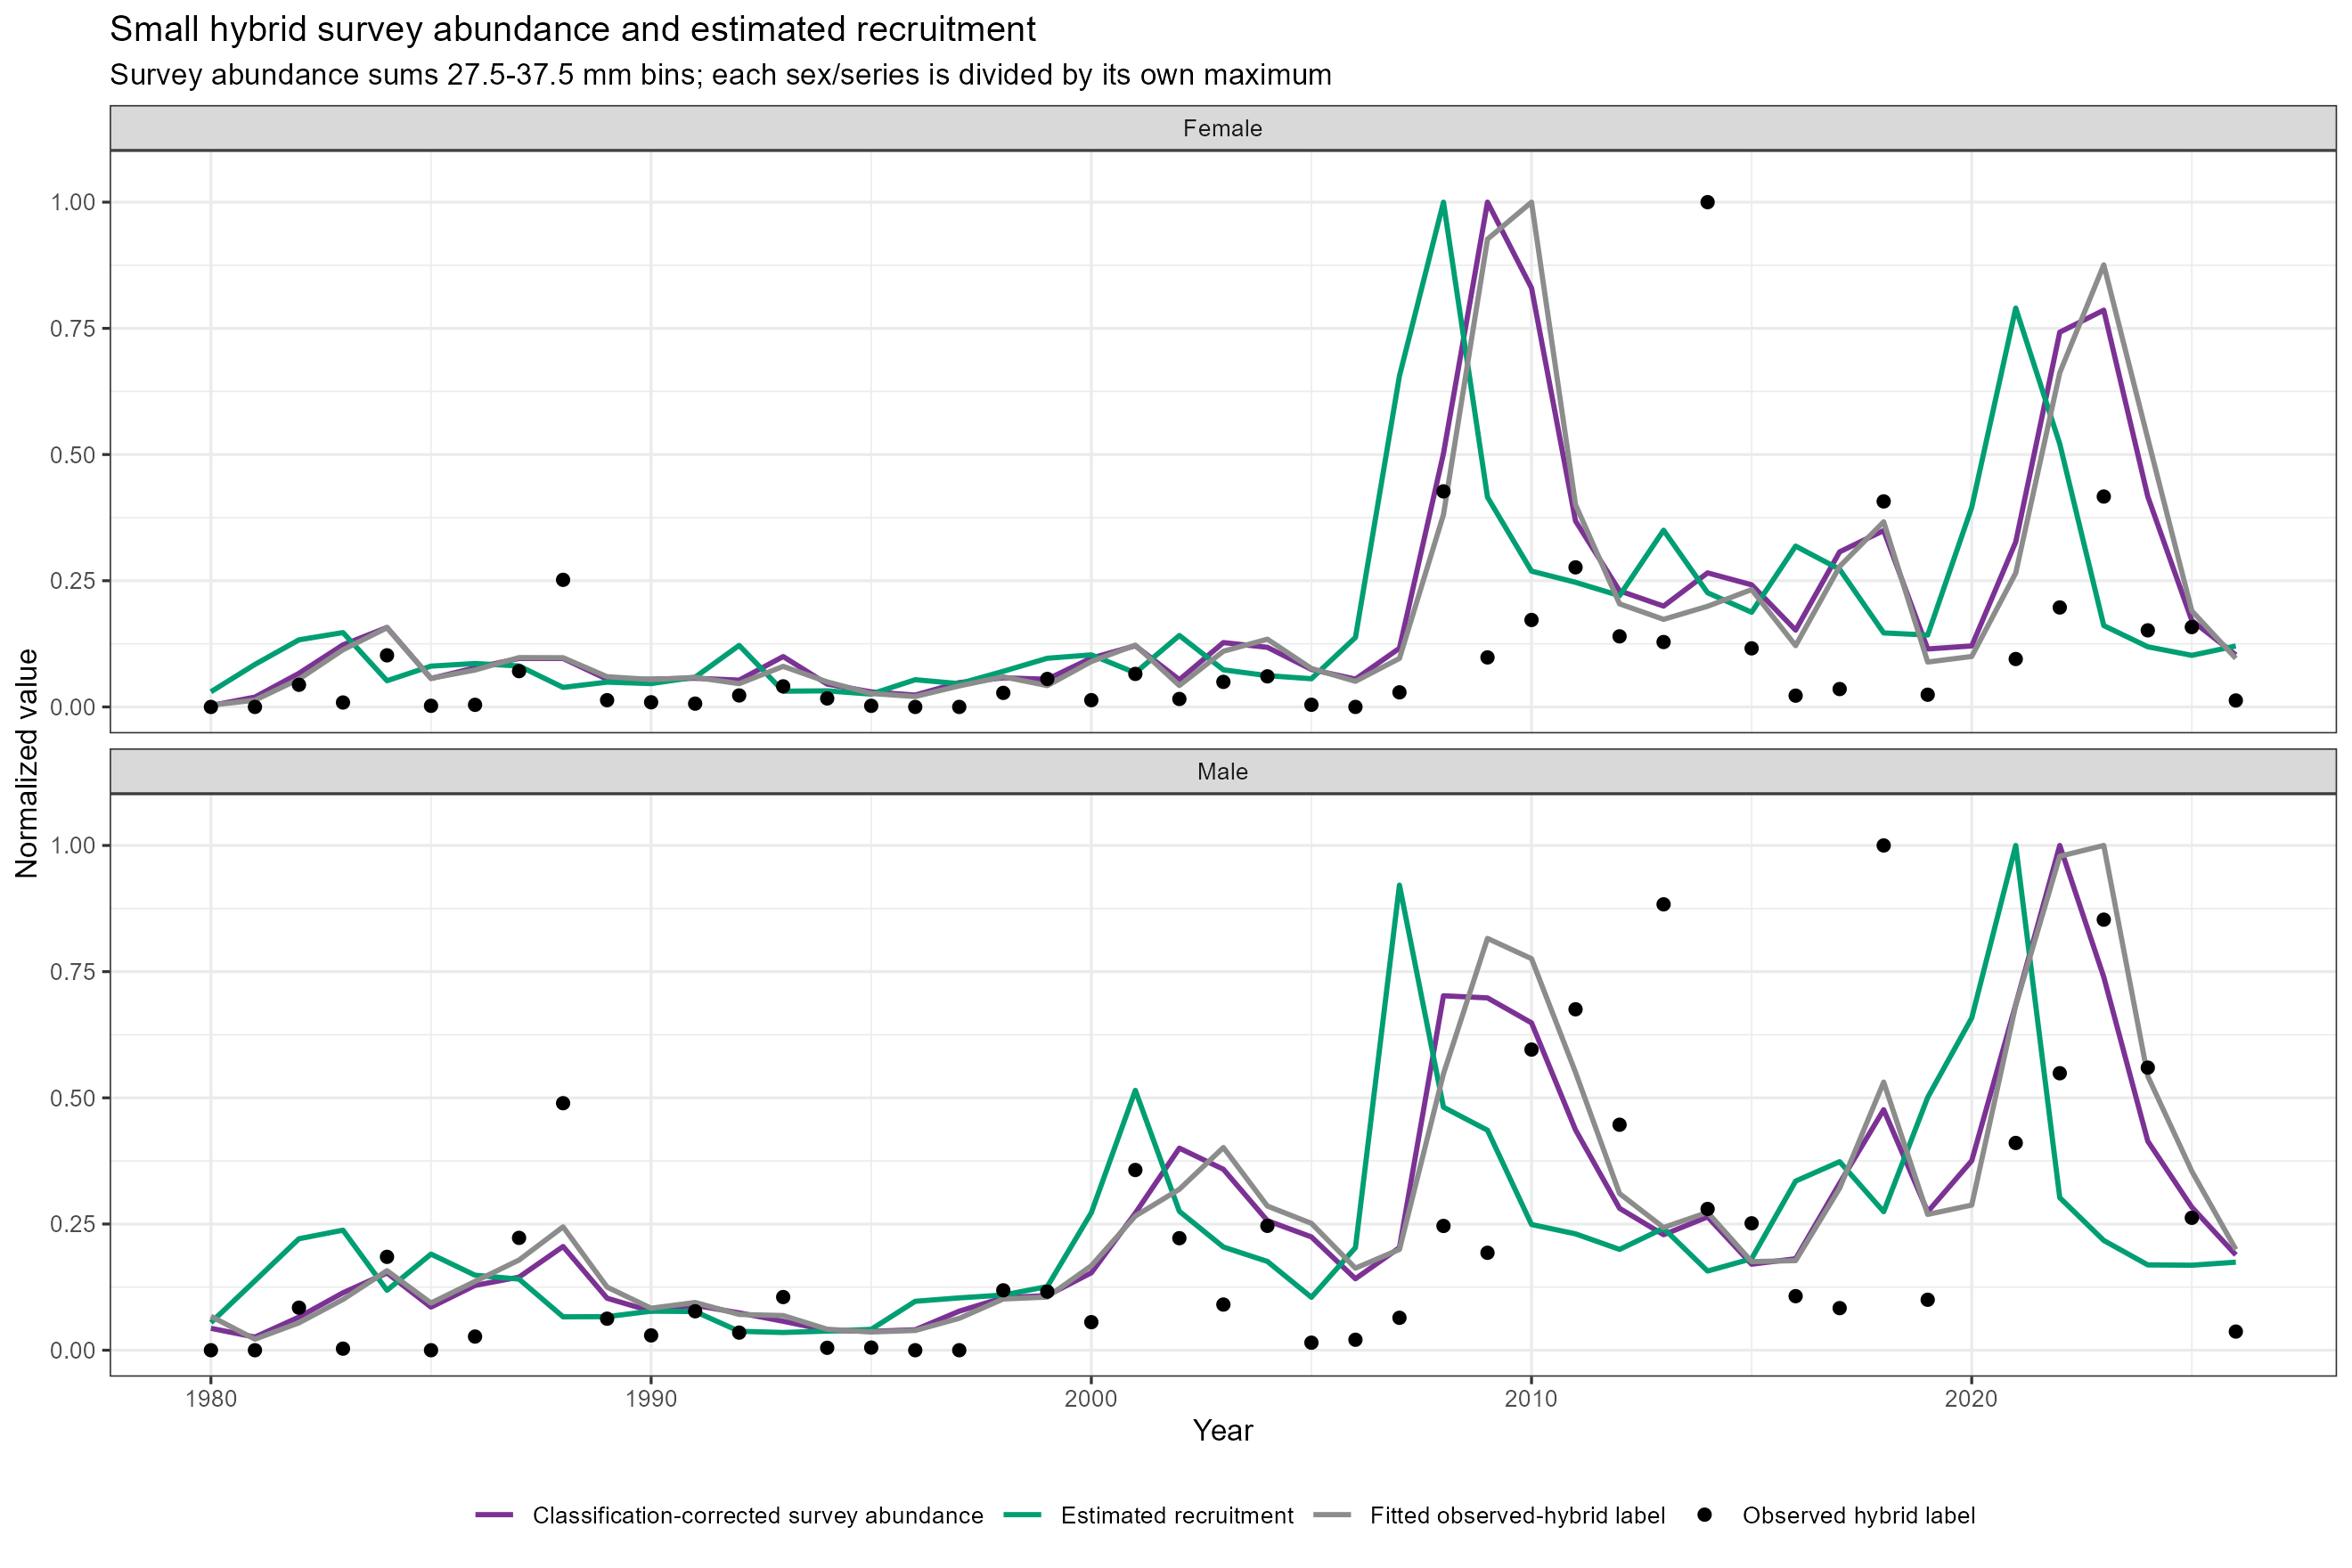 Small hybrid survey abundance and estimated recruitment
Survey abundance sums 27.5-37.5 mm bins; each sex/series is divided by its own maximum
Female
1.00
0.75
0.50
0.25
0.00
Normalized value
Male
1.00
0.75
0.50
0.25
0.00
1980 1990 2000 2010 2020
Year
Classification-corrected survey abundance Estimated recruitment Fitted observed-hybrid label Observed hybrid label